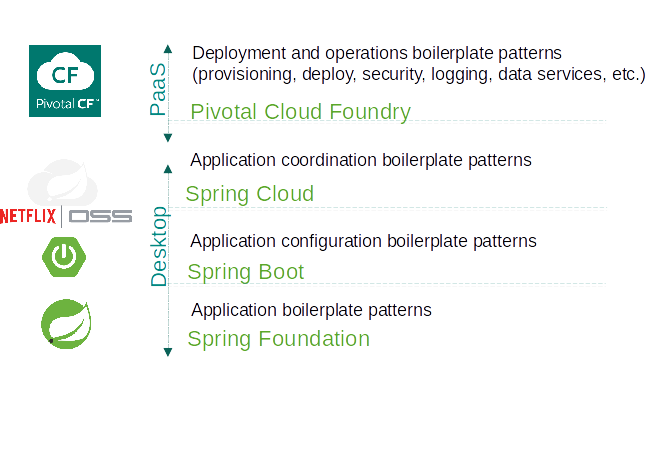 CF
Pivotal CF™
PaaS
Deployment and operations boilerplate patterns
(provisioning, deploy, security, logging, data services, etc.)
Pivotal Cloud Foundry
Desktop
Application coordination boilerplate patterns
Spring Cloud
NETFLIX OSS
Application configuration boilerplate patterns
Spring Boot
Application boilerplate patterns
Spring Foundation